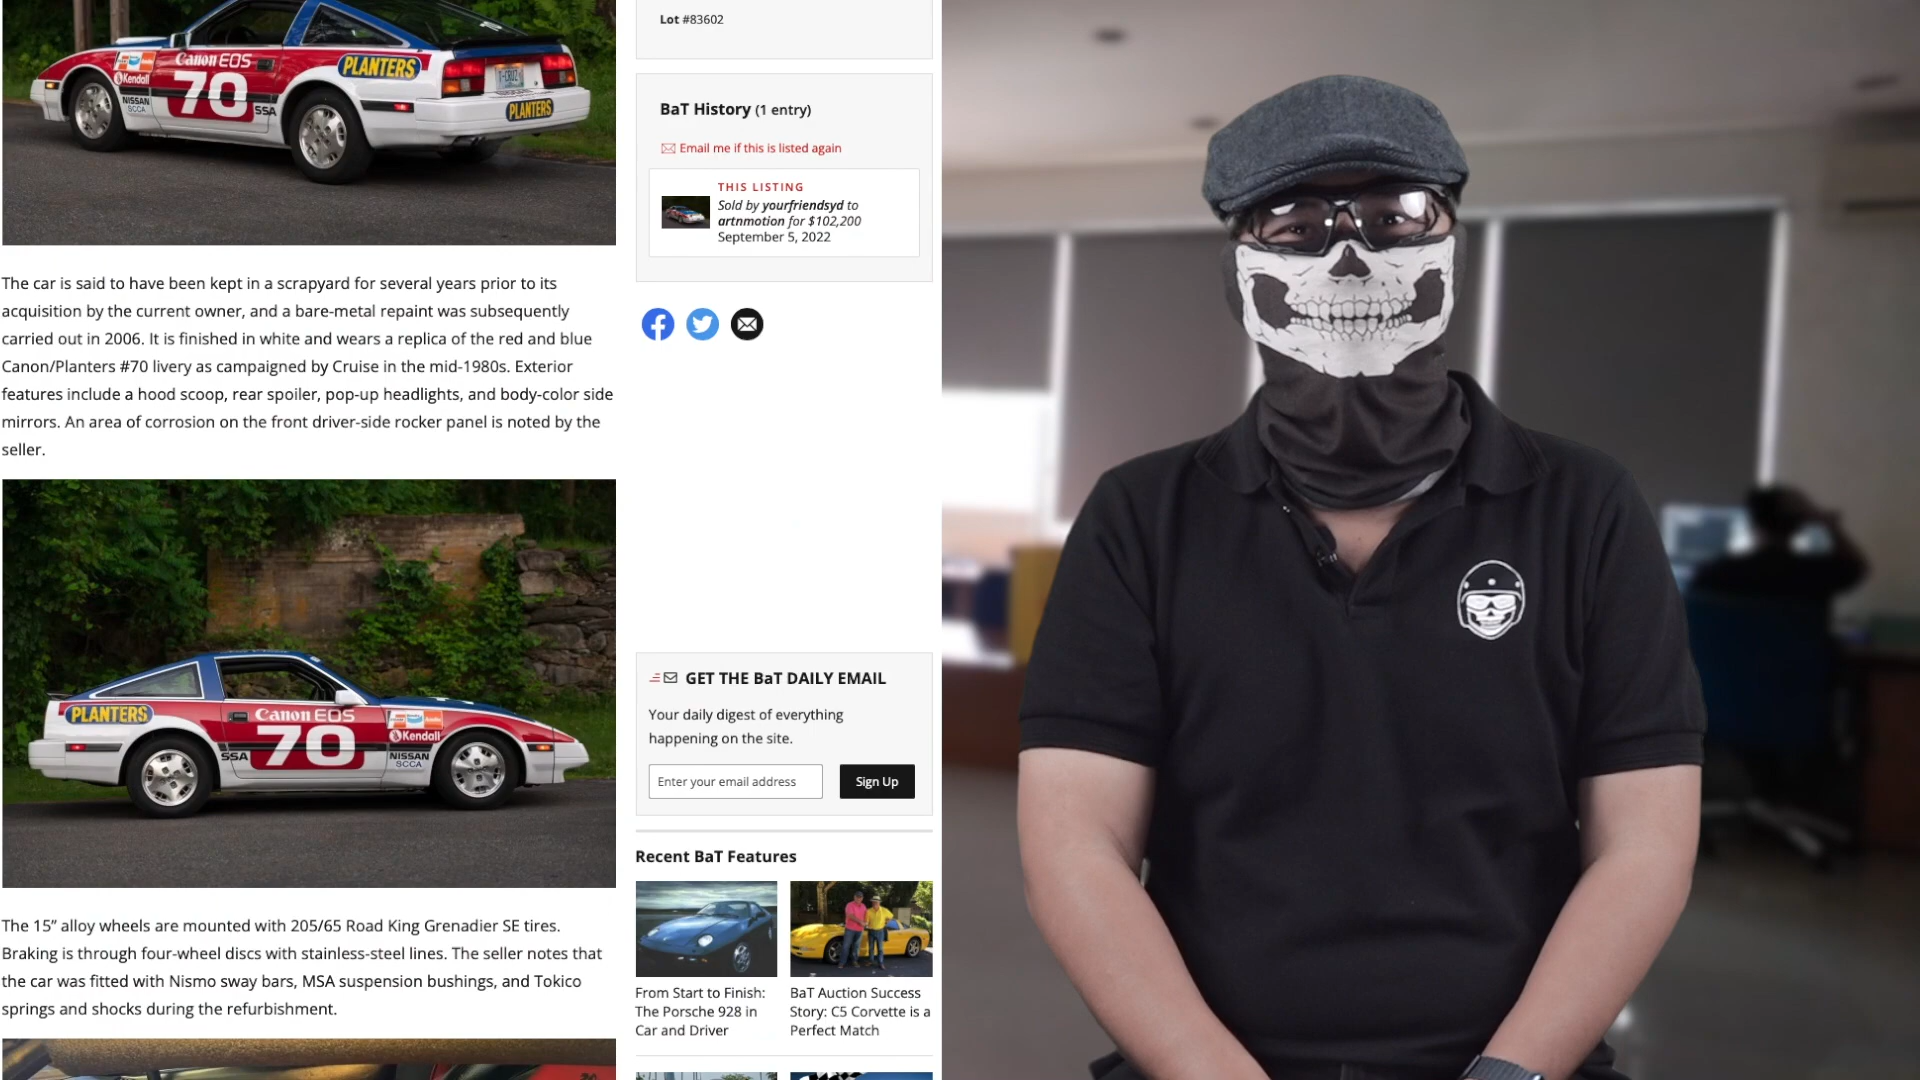 Canon EOS
Kendall
70
NISSAN
SCCA
SSA
PLANTERS
T-CRUZ
PLANTERS
The car is said to have been kept in a scrapyard for several years prior to its
acquisition by the current owner, and a bare-metal repaint was subsequently
carried out in 2006. It is finished in white and wears a replica of the red and blue
Canon/Planters #70 livery as campaigned by Cruise in the mid-1980s. Exterior
features include a hood scoop, rear spoiler, pop-up headlights, and body-color side
mirrors. An area of corrosion on the front driver-side rocker panel is noted by the
seller.
PLANTERS
Canon EOS
70
SSA
Kendall
NISSAN
SCCA
The 15” alloy wheels are mounted with 205/65 Road King Grenadier SE tires.
Braking is through four-wheel discs with stainless-steel lines. The seller notes that
the car was fitted with Nismo sway bars, MSA suspension bushings, and Tokico
springs and shocks during the refurbishment.
Lot #83602
BaT History (1 entry)
Email me if this is listed again
THIS LISTING
Sold by yourfriendsyd to
artnmotion for $102,200
September 5, 2022
GET THE BaT DAILY EMAIL
Your daily digest of everything
happening on the site.
Enter your email address
Sign Up
Recent BaT Features
From Start to Finish:
The Porsche 928 in
Car and Driver
BaT Auction Success
Story: C5 Corvette is a
Perfect Match